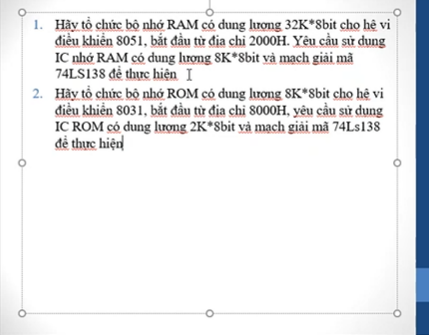 1. Hãy tổ chức bộ nhớ RAM có dung lượng 32K*8bit cho hệ vi
điều khiển 8051, bắt đầu từ địa chỉ 2000H. Yêu cầu sử dụng
IC nhớ RAM có dung lượng 8K*8bit và mạch giải mã
74LS138 để thực hiện
2. Hãy tổ chức bộ nhớ ROM có dung lượng 8K*8bit cho hệ vi
điều khiển 8031, bắt đầu từ địa chỉ 8000H, yêu cầu sử dụng
IC ROM có dung lượng 2K*8bit và mạch giải mã 74Ls138
để thực hiện